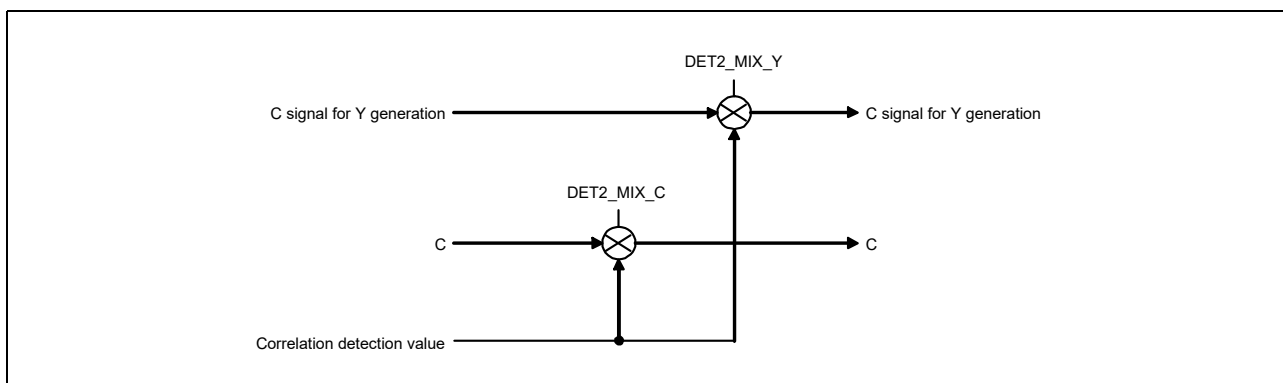 DET2_MIX_Y
C signal for Y generation
C signal for Y generation
DET2_MIX_C
C
C
Correlation detection value